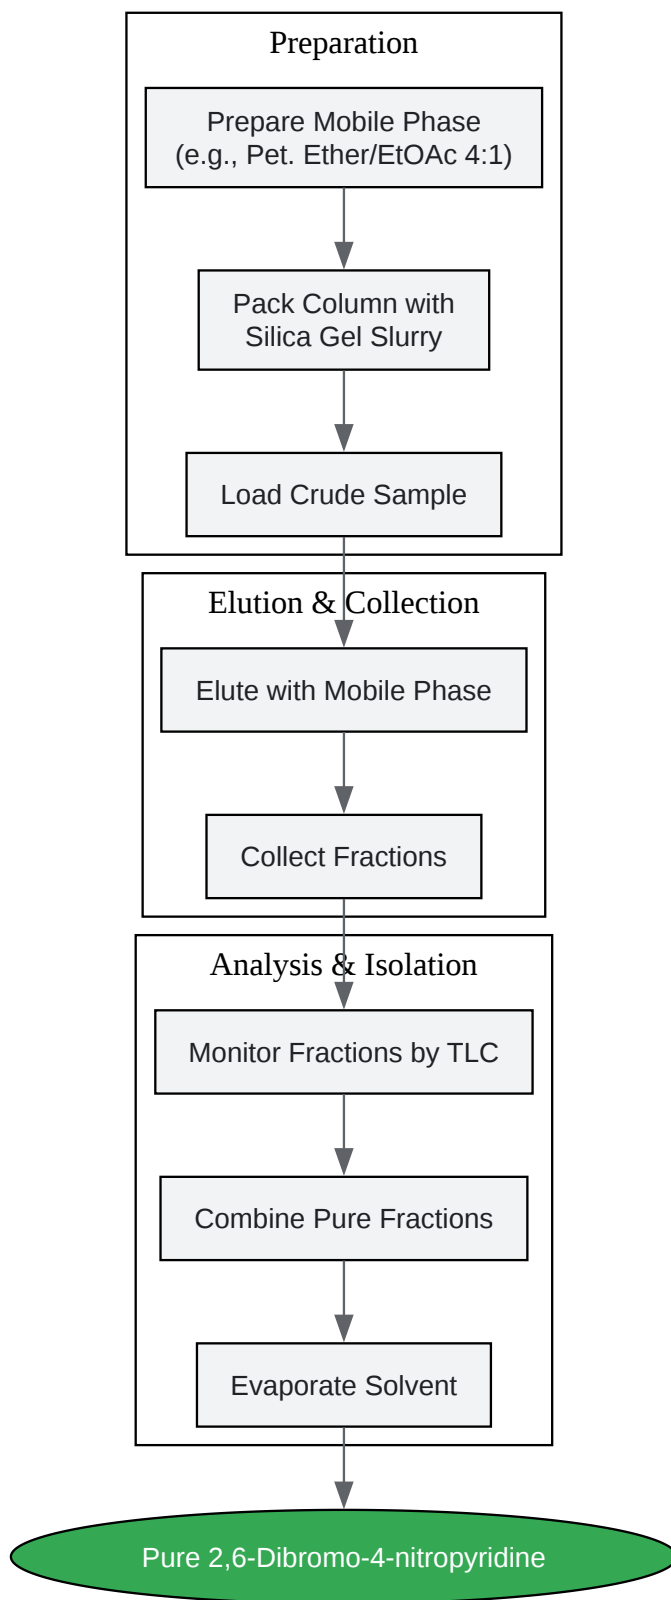 Preparation
Prepare Mobile Phase
(e.g., Pet. Ether/EtOAc 4:1)
Pack Column with
Silica Gel Slurry
Load Crude Sample
Elution & Collection
Elute with Mobile Phase
Collect Fractions
Analysis & Isolation
Monitor Fractions by TLC
Combine Pure Fractions
Evaporate Solvent
Pure 2,6-Dibromo-4-nitropyridine